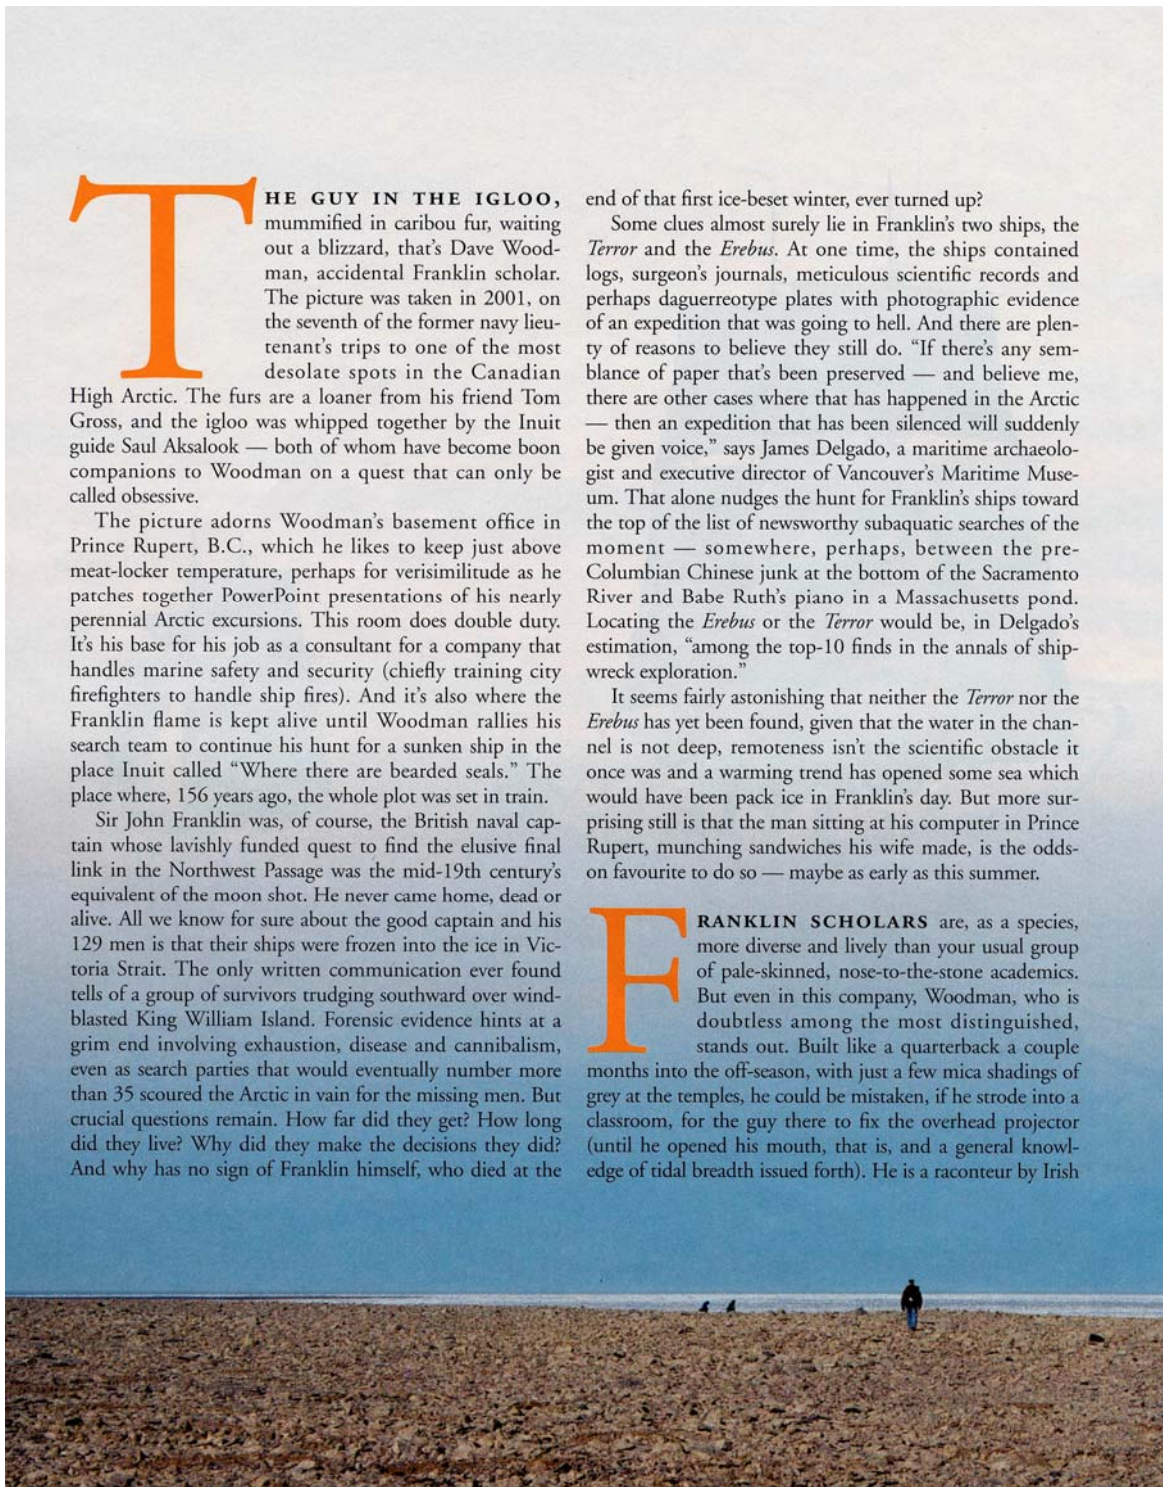 THE GUY IN THE IGLOO,
mummified in caribou fur, waiting
out a blizzard, that's Dave Wood-
man, accidental Franklin scholar.
The picture was taken in 2001, on
the seventh of the former navy lieu-
tenant's trips to one of the most
desolate spots in the Canadian
High Arctic. The furs are a loaner from his friend Tom
Gross, and the igloo was whipped together by the Inuit
guide Saul Aksalook — both of whom have become boon
companions to Woodman on a quest that can only be
called obsessive.
The picture adorns Woodman's basement office in
Prince Rupert, B.C., which he likes to keep just above
meat-locker temperature, perhaps for verisimilitude as he
patches together PowerPoint presentations of his nearly
perennial Arctic excursions. This room does double duty.
It's his base for his job as a consultant for a company that
handles marine safety and security (chiefly training city
firefighters to handle ship fires). And it's also where the
Franklin flame is kept alive until Woodman rallies his
search team to continue his hunt for a sunken ship in the
place Inuit called "Where there are bearded seals." The
place where, 156 years ago, the whole plot was set in train.
Sir John Franklin was, of course, the British naval cap-
tain whose lavishly funded quest to find the elusive final
link in the Northwest Passage was the mid-19th century's
equivalent of the moon shot. He never came home, dead or
alive. All we know for sure about the good captain and his
129 men is that their ships were frozen into the ice in Vic-
toria Strait. The only written communication ever found
tells of a group of survivors trudging southward over wind-
blasted King William Island. Forensic evidence hints at a
grim end involving exhaustion, disease and cannibalism,
even as search parties that would eventually number more
than 35 scoured the Arctic in vain for the missing men. But
crucial questions remain. How far did they get? How long
did they live? Why did they make the decisions they did?
And why has no sign of Franklin himself, who died at the
end of that first ice-beset winter, ever turned up?
Some clues almost surely lie in Franklin's two ships, the
Terror and the Erebus. At one time, the ships contained
logs, surgeon's journals, meticulous scientific records and
perhaps daguerreotype plates with photographic evidence
of an expedition that was going to hell. And there are plen-
ty of reasons to believe they still do. "If there's any sem-
blance of paper that's been preserved — and believe me,
there are other cases where that has happened in the Arctic
— then an expedition that has been silenced will suddenly
be given voice," says James Delgado, a maritime archaeolo-
gist and executive director of Vancouver's Maritime Muse-
um. That alone nudges the hunt for Franklin's ships toward
the top of the list of newsworthy subaquatic searches of the
moment — somewhere, perhaps, between the pre-
Columbian Chinese junk at the bottom of the Sacramento
River and Babe Ruth's piano in a Massachusetts pond.
Locating the Erebus or the Terror would be, in Delgado's
estimation, "among the top-10 finds in the annals of ship-
wreck exploration."
It seems fairly astonishing that neither the Terror nor the
Erebus has yet been found, given that the water in the chan-
nel is not deep, remoteness isn't the scientific obstacle it
once was and a warming trend has opened some sea which
would have been pack ice in Franklin's day. But more sur-
prising still is that the man sitting at his computer in Prince
Rupert, munching sandwiches his wife made, is the odds-
on favourite to do so — maybe as early as this summer.
FRANKLIN SCHOLARS are, as a species,
more diverse and lively than your usual group
of pale-skinned, nose-to-the-stone academics.
But even in this company, Woodman, who is
doubtless among the most distinguished,
stands out. Built like a quarterback a couple
months into the off-season, with just a few mica shadings of
grey at the temples, he could be mistaken, if he strode into a
classroom, for the guy there to fix the overhead projector
(until he opened his mouth, that is, and a general knowl-
edge of tidal breadth issued forth). He is a raconteur by Irish